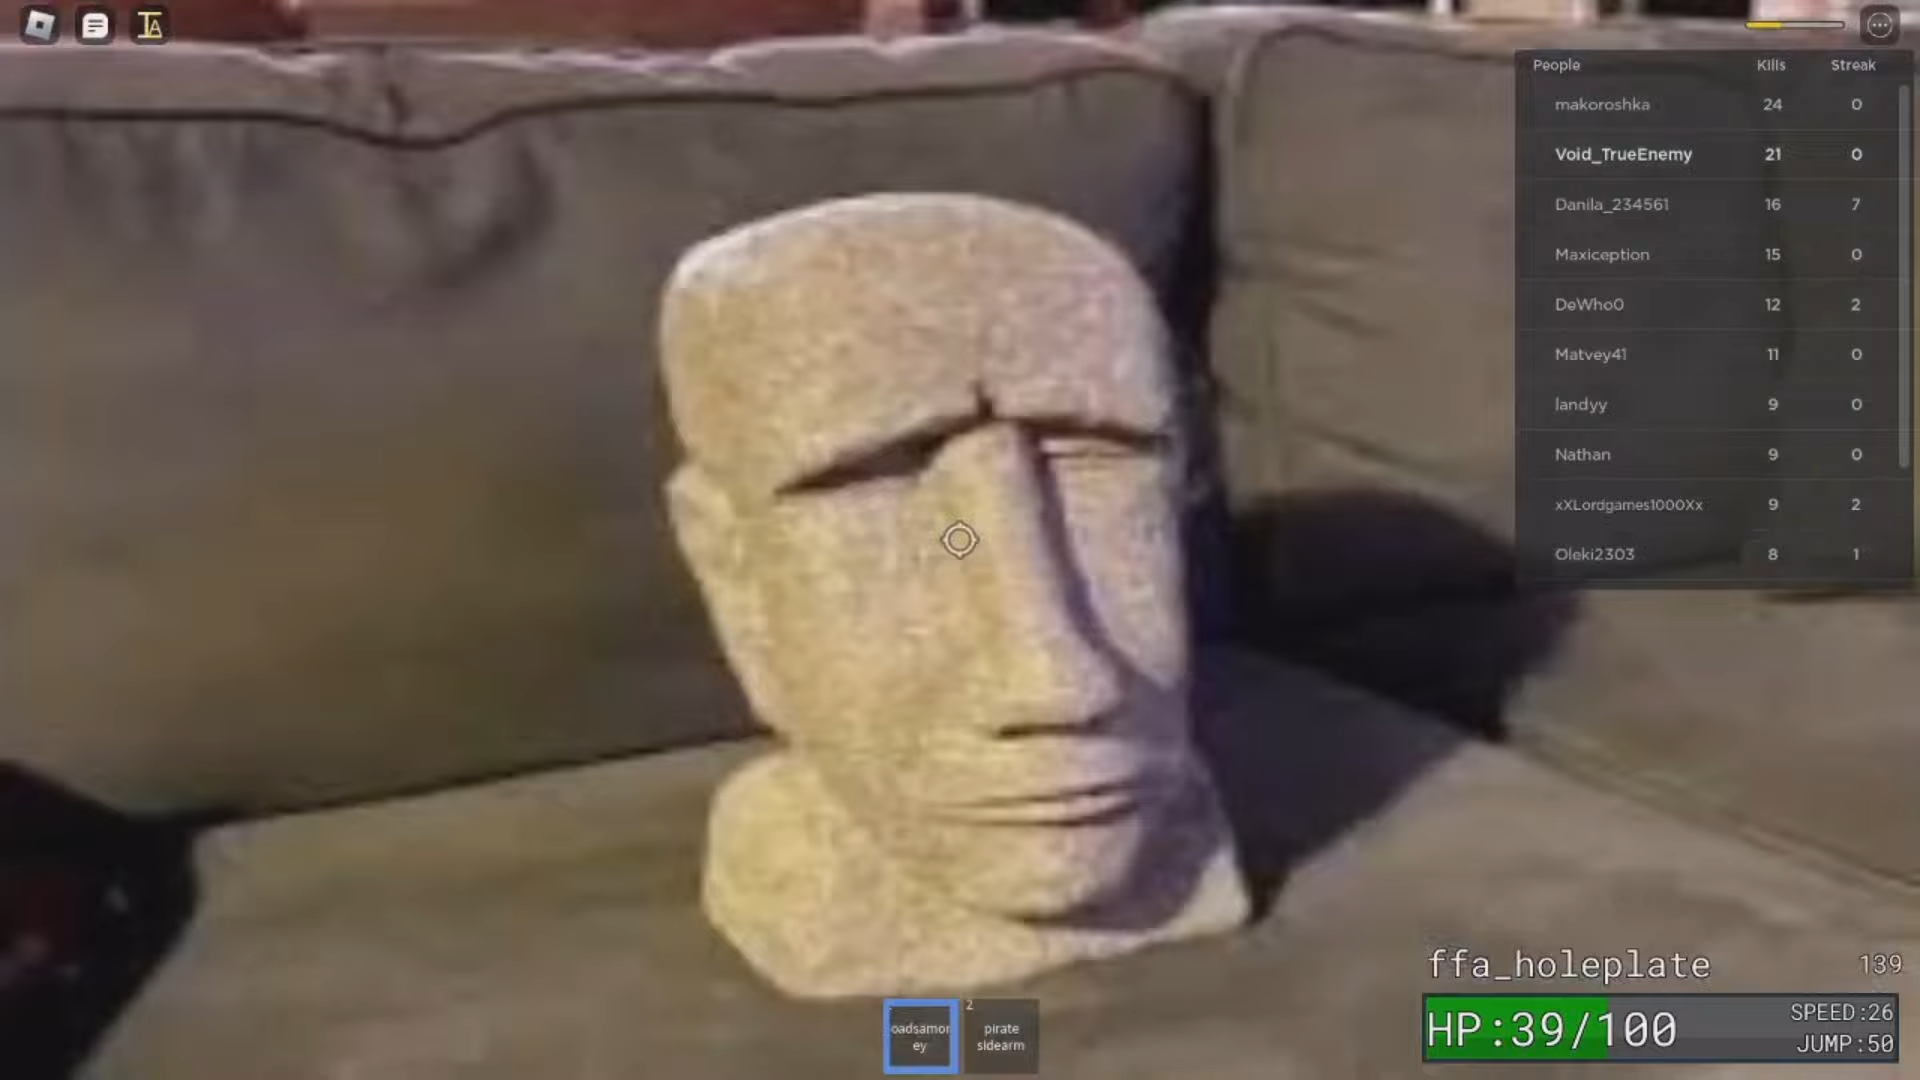 People Kills Streak
makoroshka 24 0
Void_TrueEnemy 21 0
Danila_234561 16 7
Maxiception 15 0
DeWho0 12 2
Matvey41 11 0
landyy 9 0
Nathan 9 0
xXLordgames1000Xx 9 2
Oleki2303 8 1
ffa_holeplate 139
HP:39/100
SPEED:26
JUMP:50
oadsamon
ey
2
pirate
sidearm